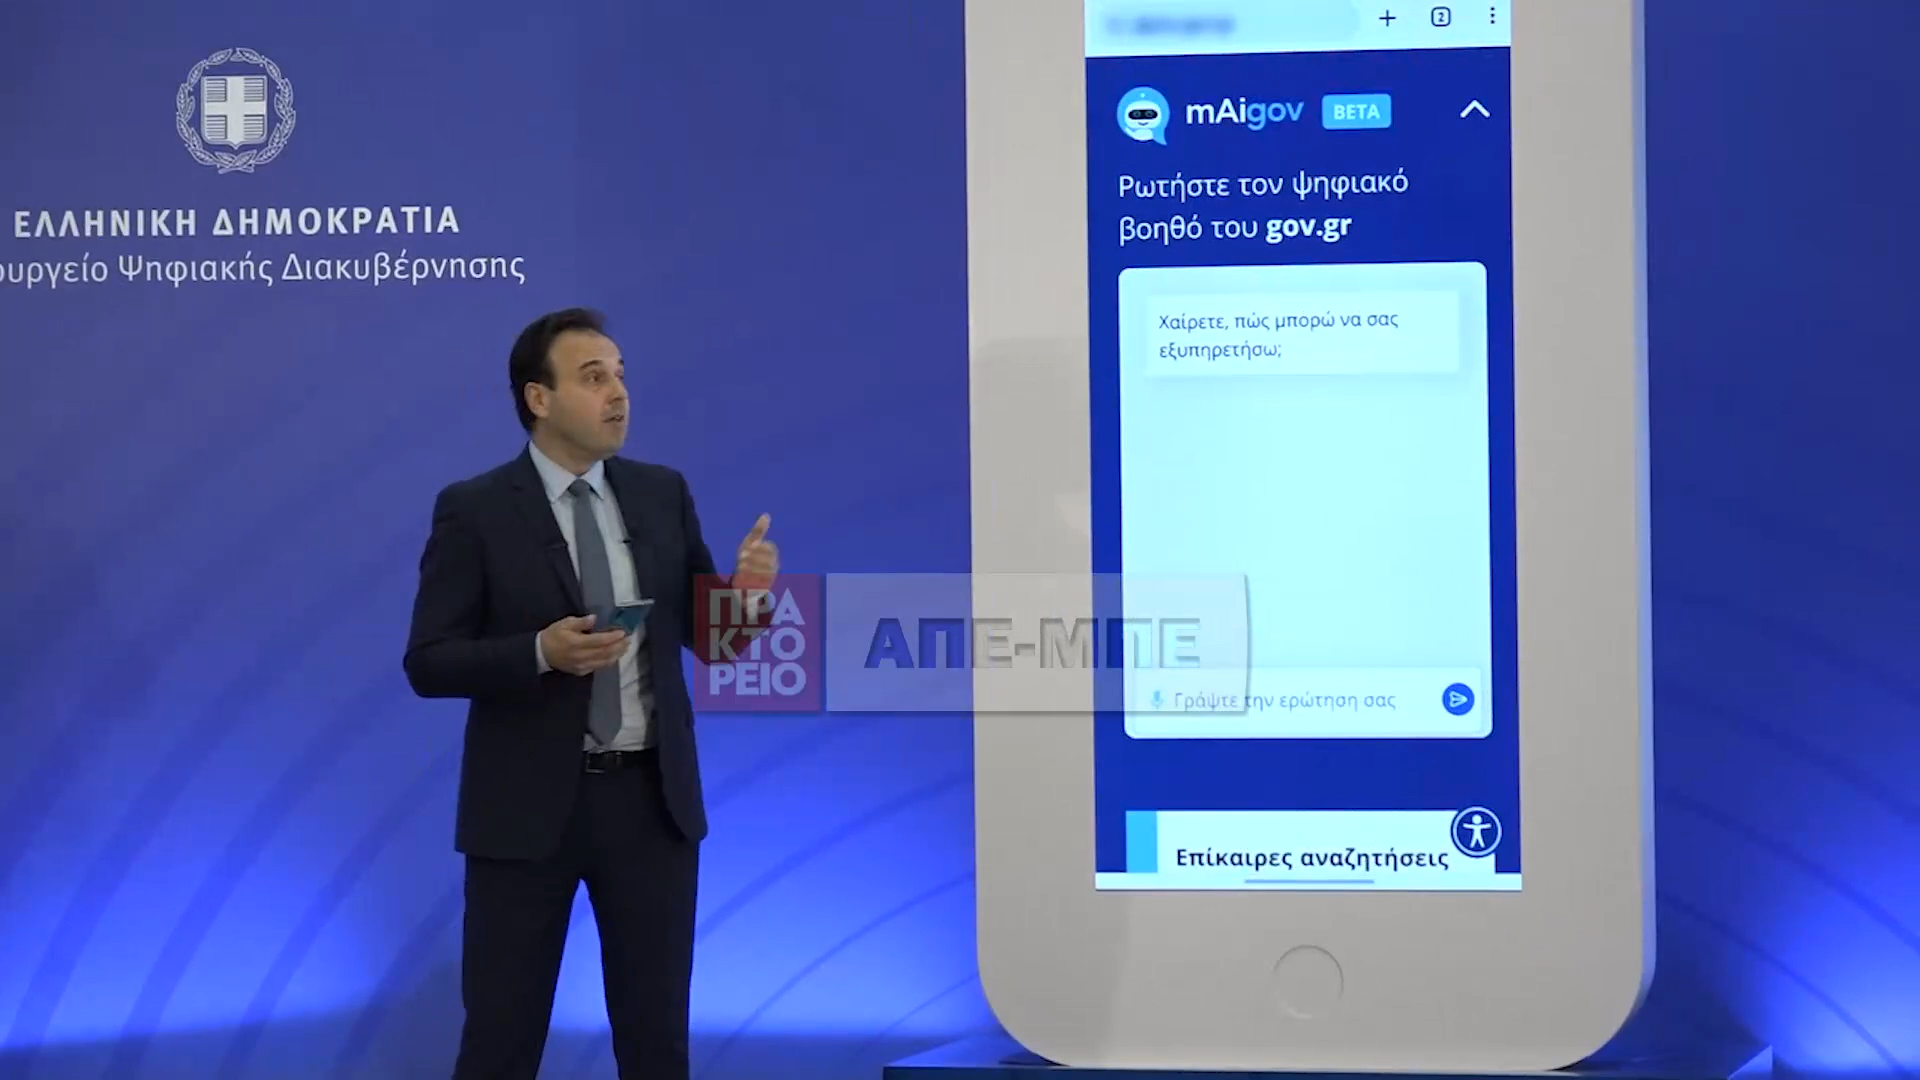 ΕΛΛΗΝΙΚΗ ΔΗΜΟΚΡΑΤΙΑ
Ψηφιακής Διακυβέρνησης
2
mAigov BETA
Ρωτήστε τον ψηφιακό
βοηθό του gov.gr
Χαίρετε, πώς μπορώ να σας
εξυπηρετήσω;
ΠΡΑ
ΚΤΟ
ΡΕΙΟ
ΑΠΕ-ΜΠΕ
Γράψτε την ερώτηση σας
Επίκαιρες αναζητήσεις